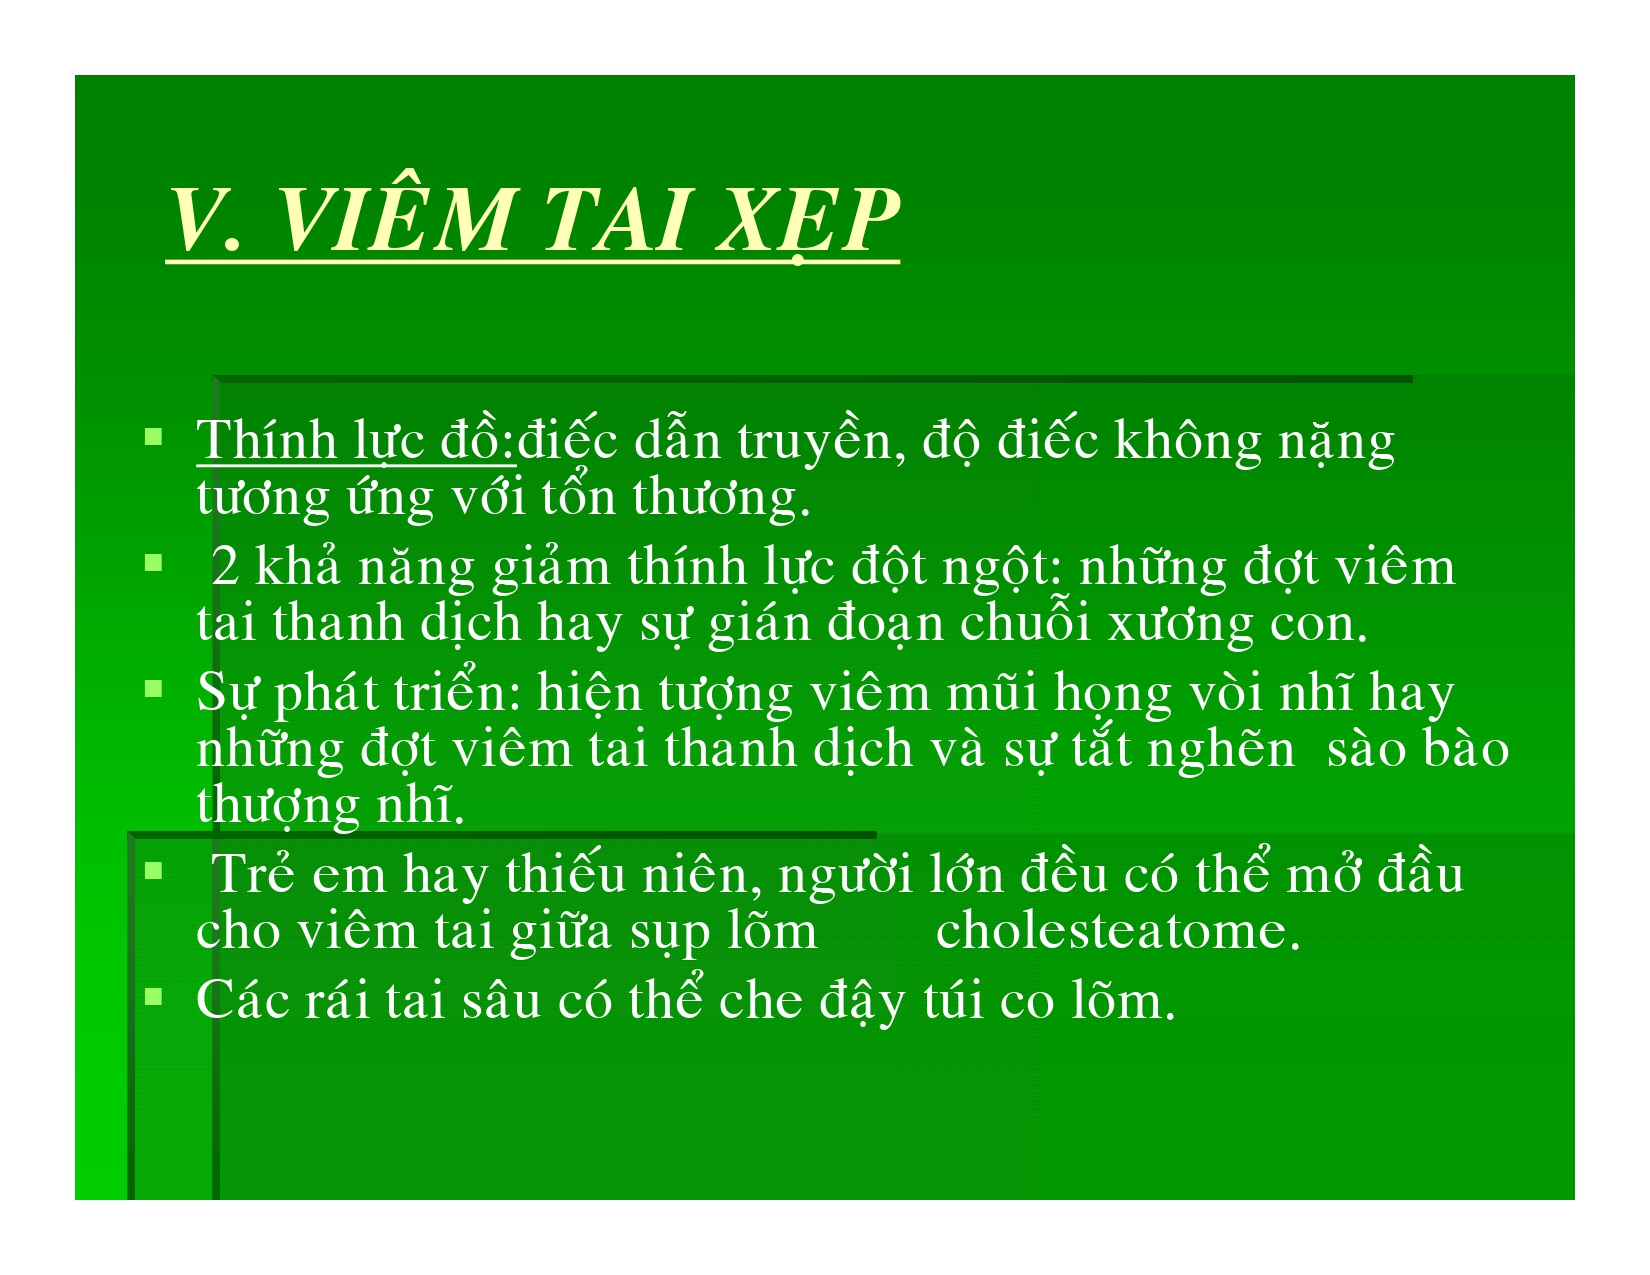 V. VIÊM TAI XẸP
Thính lực đồ:điếc dẫn truyền, độ điếc không nặng
tương ứng với tổn thương.
2 khả năng giảm thính lực đột ngột: những đợt viêm
tai thanh dịch hay sự gián đoạn chuỗi xương con.
Sự phát triển: hiện tượng viêm mũi họng vòi nhĩ hay
những đợt viêm tai thanh dịch và sự tắt nghẽn sào bào
thượng nhĩ.
Trẻ em hay thiếu niên, người lớn đều có thể mở đầu
cho viêm tai giữa sụp lõm cholesteatome.
Các rái tai sâu có thể che đậy túi co lõm.